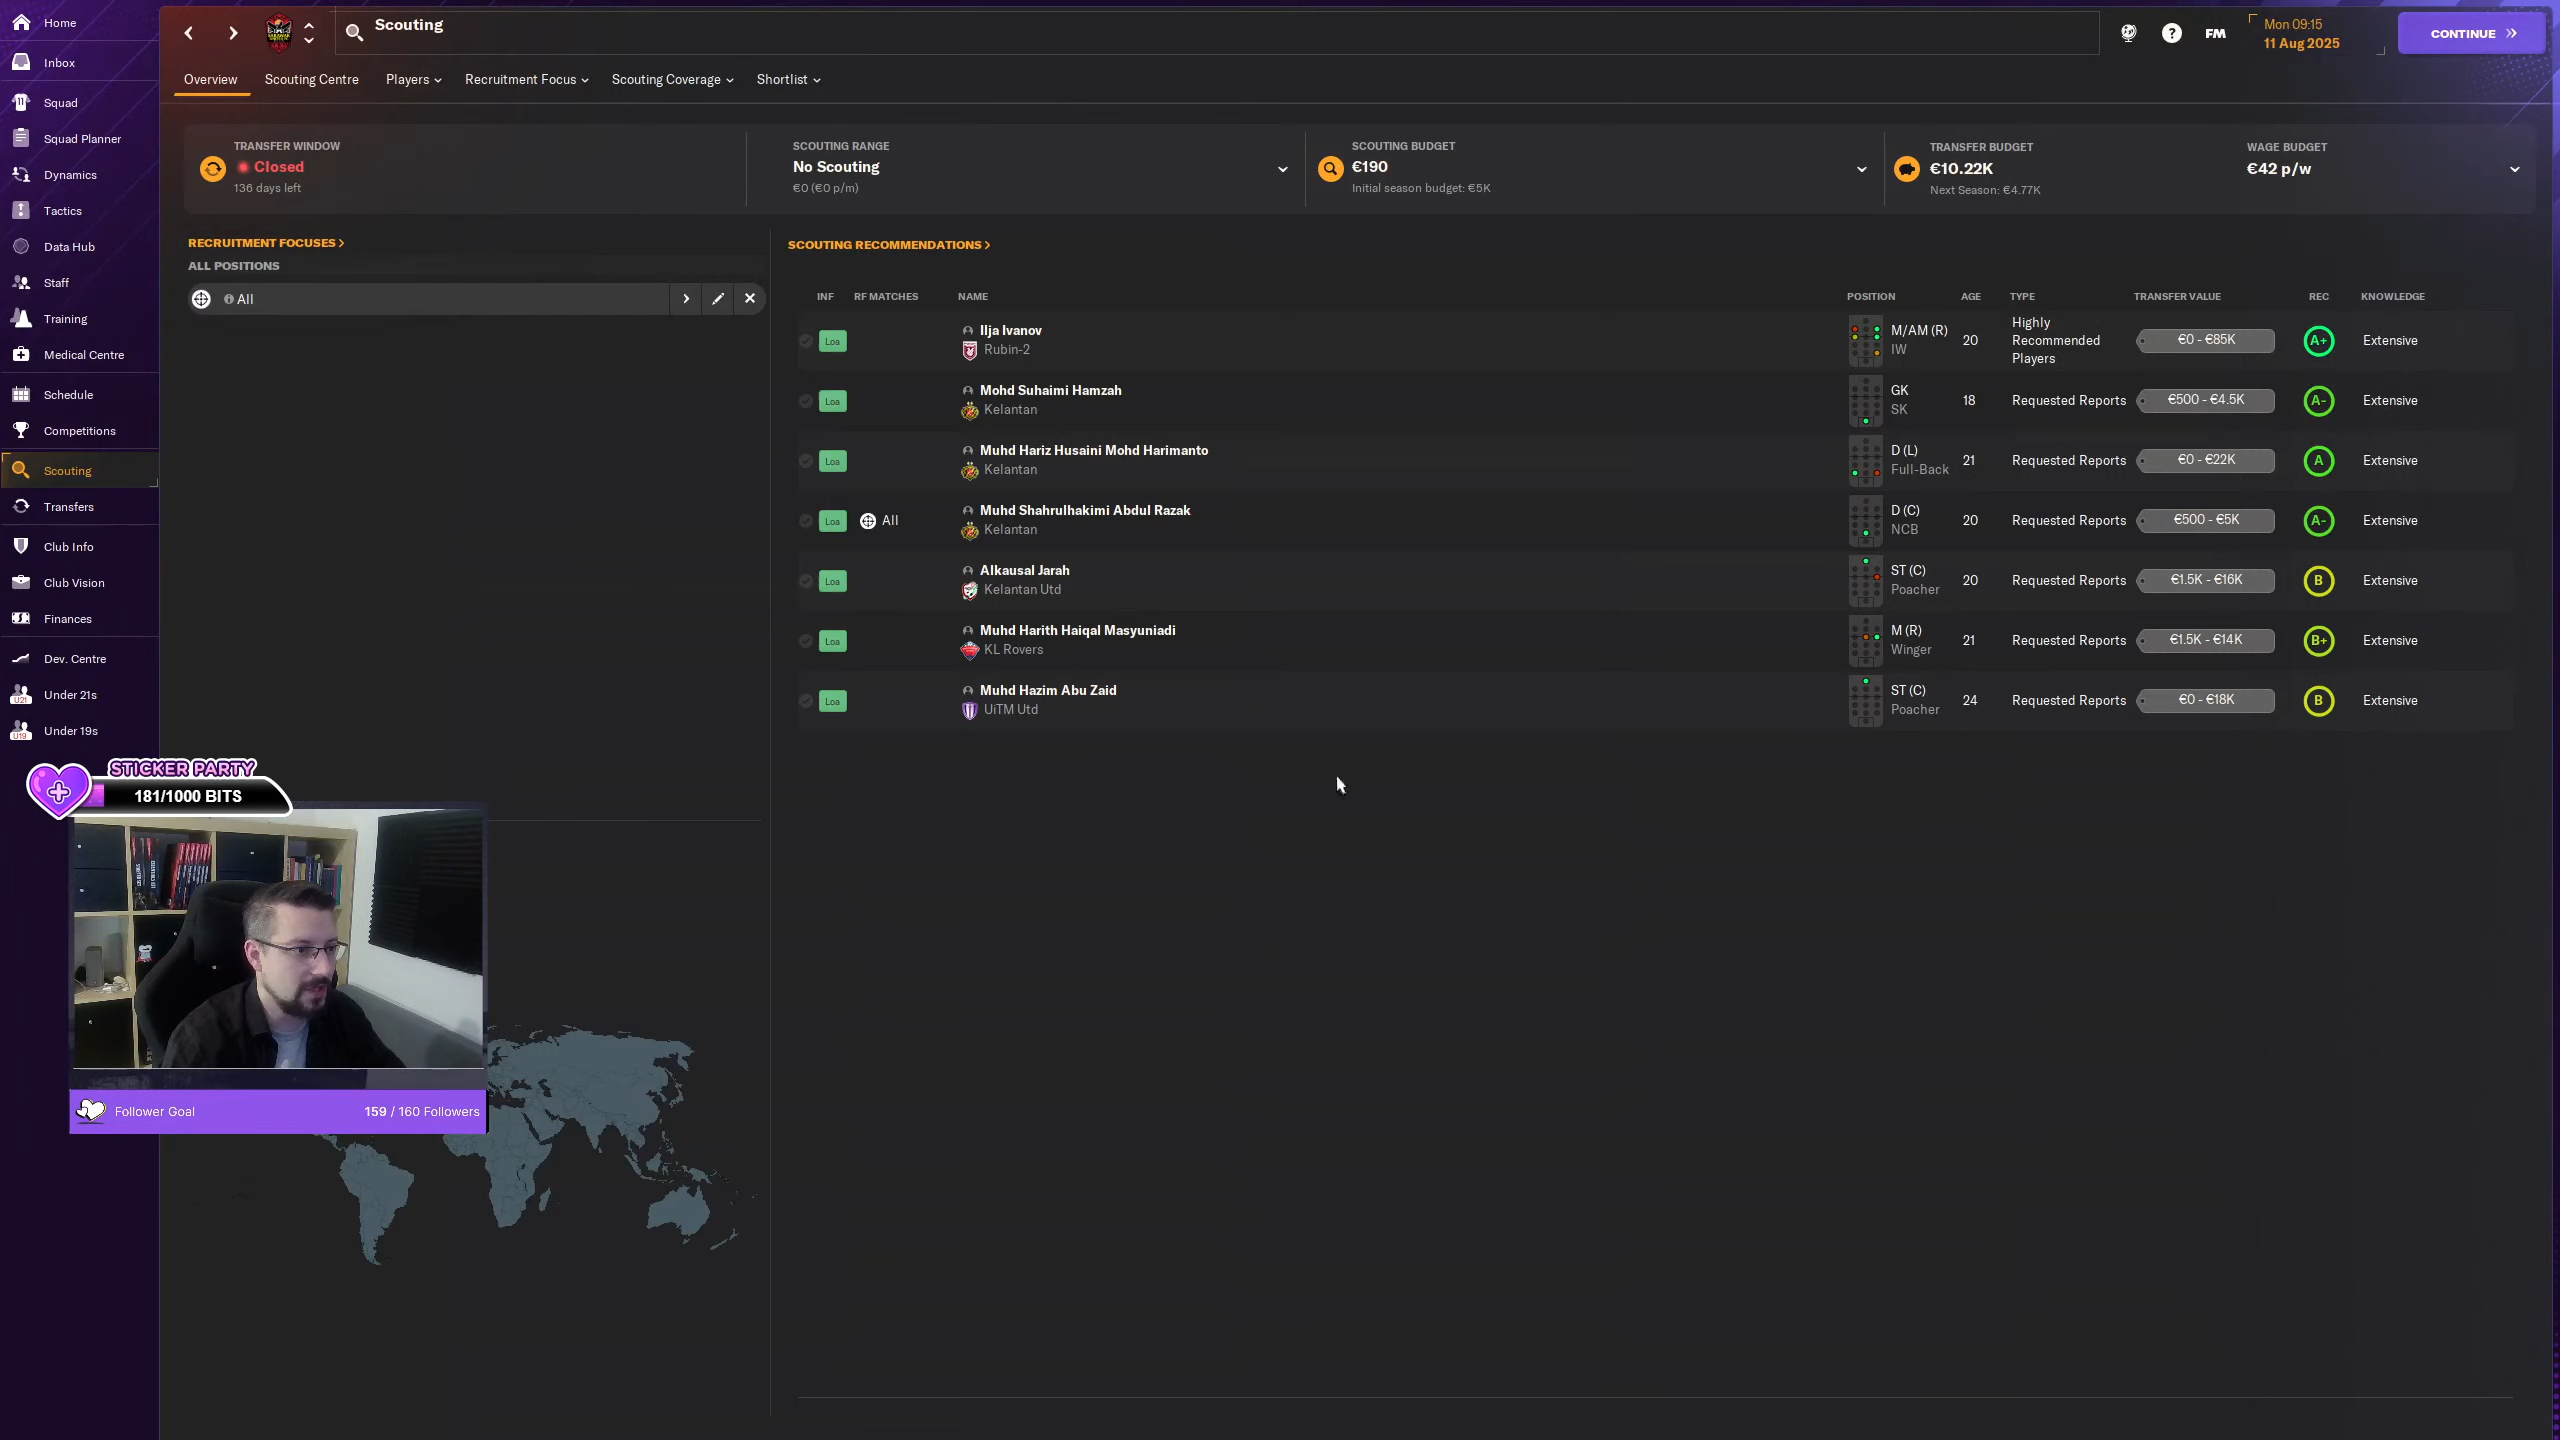 Home
Inbox
Squad
Squad Planner
Dynamics
Tactics
Data Hub
Staff
Training
Medical Centre
Schedule
Competitions
Scouting
Transfers
Club Info
Club Vision
Finances
Dev. Centre
Under 21s
Under 19s
Scouting
FM
Mon 09:15
11 Aug 2025
CONTINUE
Overview
Scouting Centre
Players
Recruitment Focus
Scouting Coverage
Shortlist
TRANSFER WINDOW
Closed
136 days left
SCOUTING RANGE
No Scouting
€0 (€0 p/m)
SCOUTING BUDGET
€190
Initial season budget: €5K
TRANSFER BUDGET
€10.22K
Next Season: €4.77K
WAGE BUDGET
€42 p/w
RECRUITMENT FOCUSES
ALL POSITIONS
All
SCOUTING RECOMMENDATIONS
INF RF MATCHES NAME POSITION AGE TYPE TRANSFER VALUE REC KNOWLEDGE
Loa Ilja Ivanov M/AM (R) 20 Highly Recommended Players €0 - €85K A+ Extensive
Rubin-2 IW
Loa Mohd Suhaimi Hamzah GK 18 Requested Reports €500 - €4.5K A- Extensive
Kelantan SK
Loa Muhd Hariz Husaini Mohd Harimanto D (L) 21 Requested Reports €0 - €22K A Extensive
Kelantan Full-Back
Loa All Muhd Shahrulhakimi Abdul Razak D (C) 20 Requested Reports €500 - €5K A- Extensive
Kelantan NCB
Loa Alkausal Jarah ST (C) 20 Requested Reports €1.5K - €16K B Extensive
Kelantan Utd Poacher
Loa Muhd Harith Haiqal Masyuniadi M (R) 21 Requested Reports €1.5K - €14K B+ Extensive
KL Rovers Winger
Loa Muhd Hazim Abu Zaid ST (C) 24 Requested Reports €0 - €18K B Extensive
UiTM Utd Poacher
STICKER PARTY
181/1000 BITS
Follower Goal 159 / 160 Followers